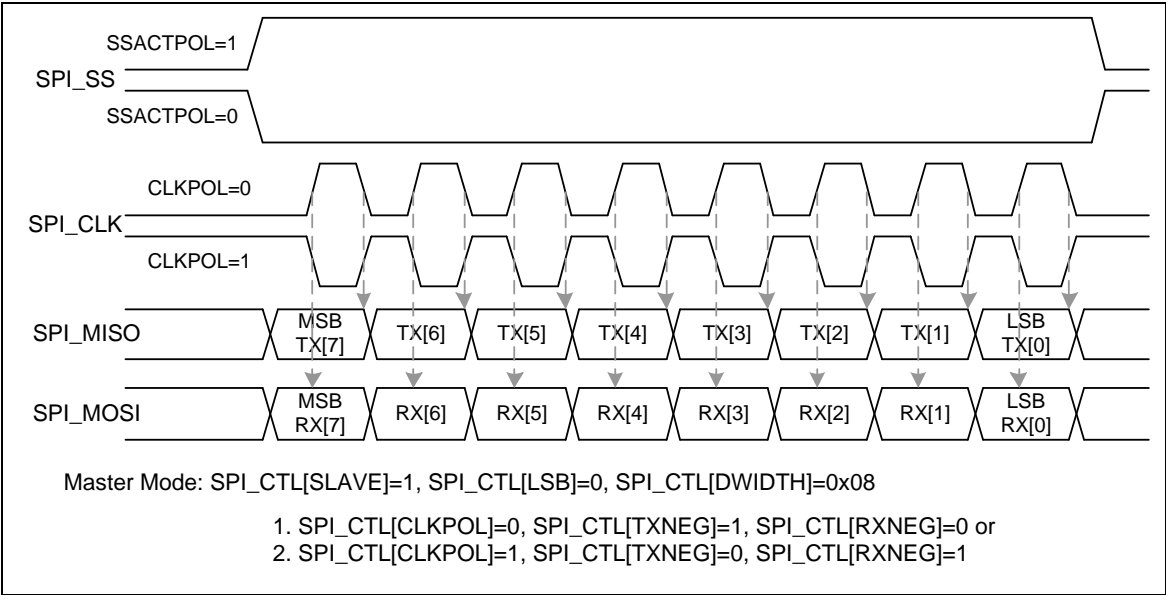 SSACTPOL=1
SPI_SS
SSACTPOL=0
CLKPOL=0
SPI_CLK
CLKPOL=1
SPI_MISO
MSB TX[6] TX[5] TX[4] TX[3] TX[2] TX[1] LSB
TX[7] TX[0]
SPI_MOSI
MSB RX[6] RX[5] RX[4] RX[3] RX[2] RX[1] LSB
RX[7] RX[0]
Master Mode: SPI_CTL[SLAVE]=1, SPI_CTL[LSB]=0, SPI_CTL[DWIDTH]=0x08
1. SPI_CTL[CLKPOL]=0, SPI_CTL[TXNEG]=1, SPI_CTL[RXNEG]=0 or
2. SPI_CTL[CLKPOL]=1, SPI_CTL[TXNEG]=0, SPI_CTL[RXNEG]=1